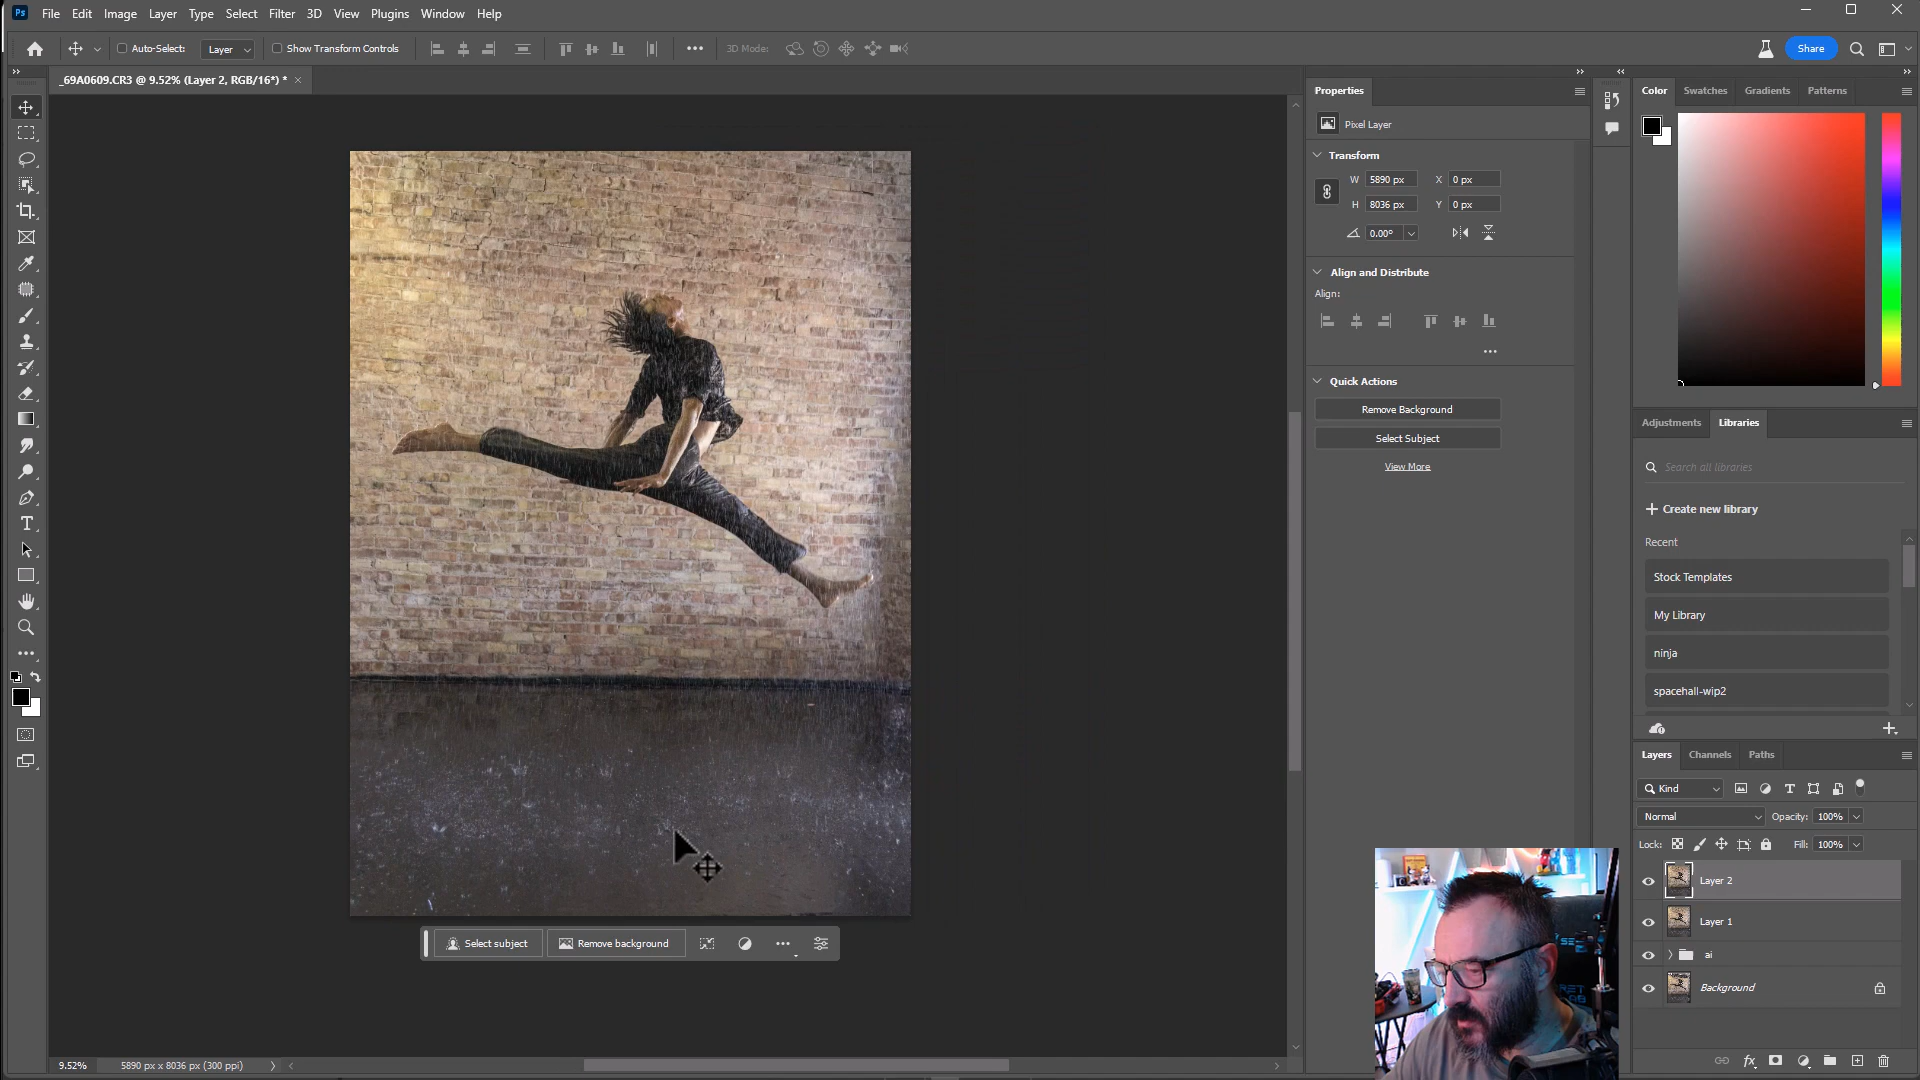 Ps File Edit Image Layer Type Select Filter 3D View Plugins Window Help
Auto-Select: Layer Show Transform Controls 3D Mode: Share
_69A0609.CR3 @ 9.52% (Layer 2, RGB/16*) *
Properties
Pixel Layer
Transform
W 5890 px X 0 px
H 8036 px Y 0 px
0.00°
Align and Distribute
Align:
Quick Actions
Remove Background
Select Subject
View More
Color Swatches Gradients Patterns
Adjustments Libraries
Search all libraries
Create new library
Recent
Stock Templates
My Library
ninja
spacehall-wip2
Layers Channels Paths
Kind
Normal Opacity: 100%
Lock: Fill: 100%
Layer 2
Layer 1
ai
Background
Select subject Remove background
9.52% 5890 px x 8036 px (300 ppi)